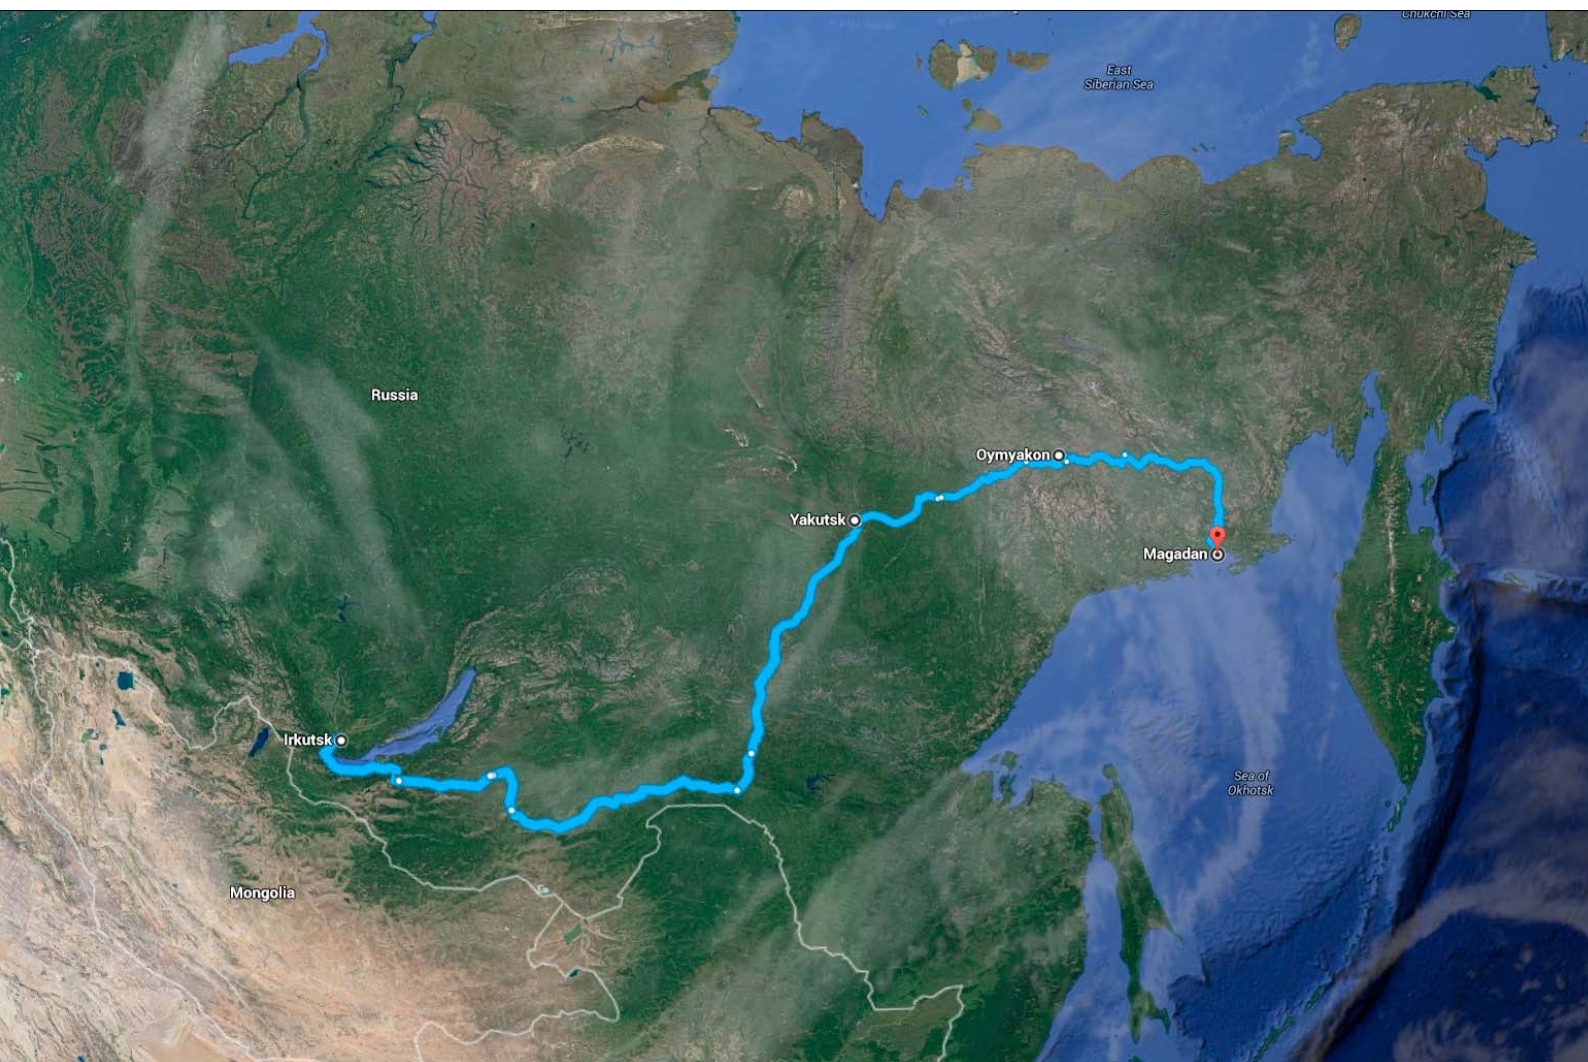 Chukchi Sea
East
Siberian Sea
Russia
Oymyakon
Yakutsk
Magadan
Irkutsk
Sea of
Okhotsk
Mongolia